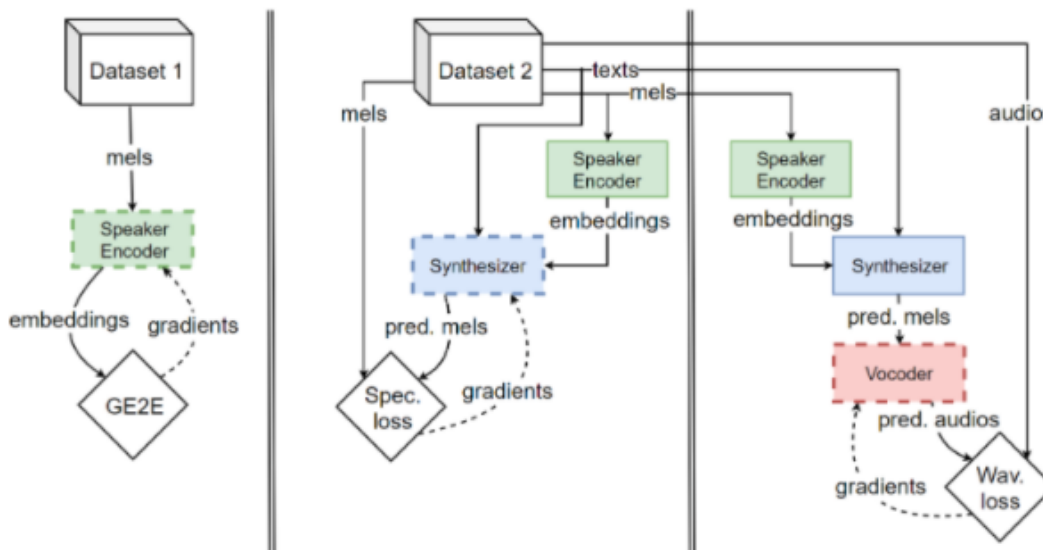 Dataset 1
mels
Speaker
Encoder
embeddings
gradients
GE2E
Dataset 2
texts
mels
mels
Speaker
Encoder
embeddings
Synthesizer
pred. mels
gradients
Spec.
loss
audio
Speaker
Encoder
embeddings
Synthesizer
pred. mels
Vocoder
pred. audios
gradients
Wav.
loss